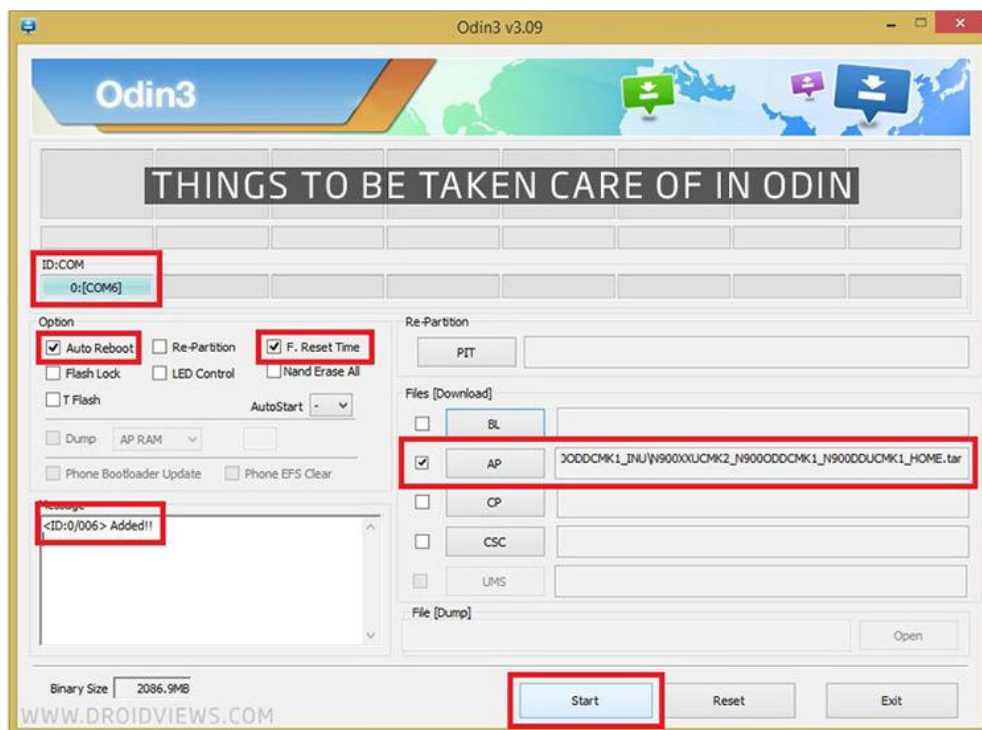 Odin3 v3.09
Odin3
THINGS TO BE TAKEN CARE OF IN ODIN
ID:COM
0:[COM6]
Option
Auto Reboot
Re-Partition
F. Reset Time
Flash Lock
LED Control
Nand Erase All
T Flash
AutoStart
-
Dump
AP RAM
Phone Bootloader Update
Phone EFS Clear
Message
<ID:0/006> Added!!
Re-Partition
PIT
Files [Download]
BL
AP
JODDCMK1_INU\N900XXUCMK2_N900ODDCMK1_N900DDUCMK1_HOME.tar
CP
CSC
UMS
File [Dump]
Open
Binary Size
2086.9MB
Start
Reset
Exit
WWW.DROIDVIEWS.COM